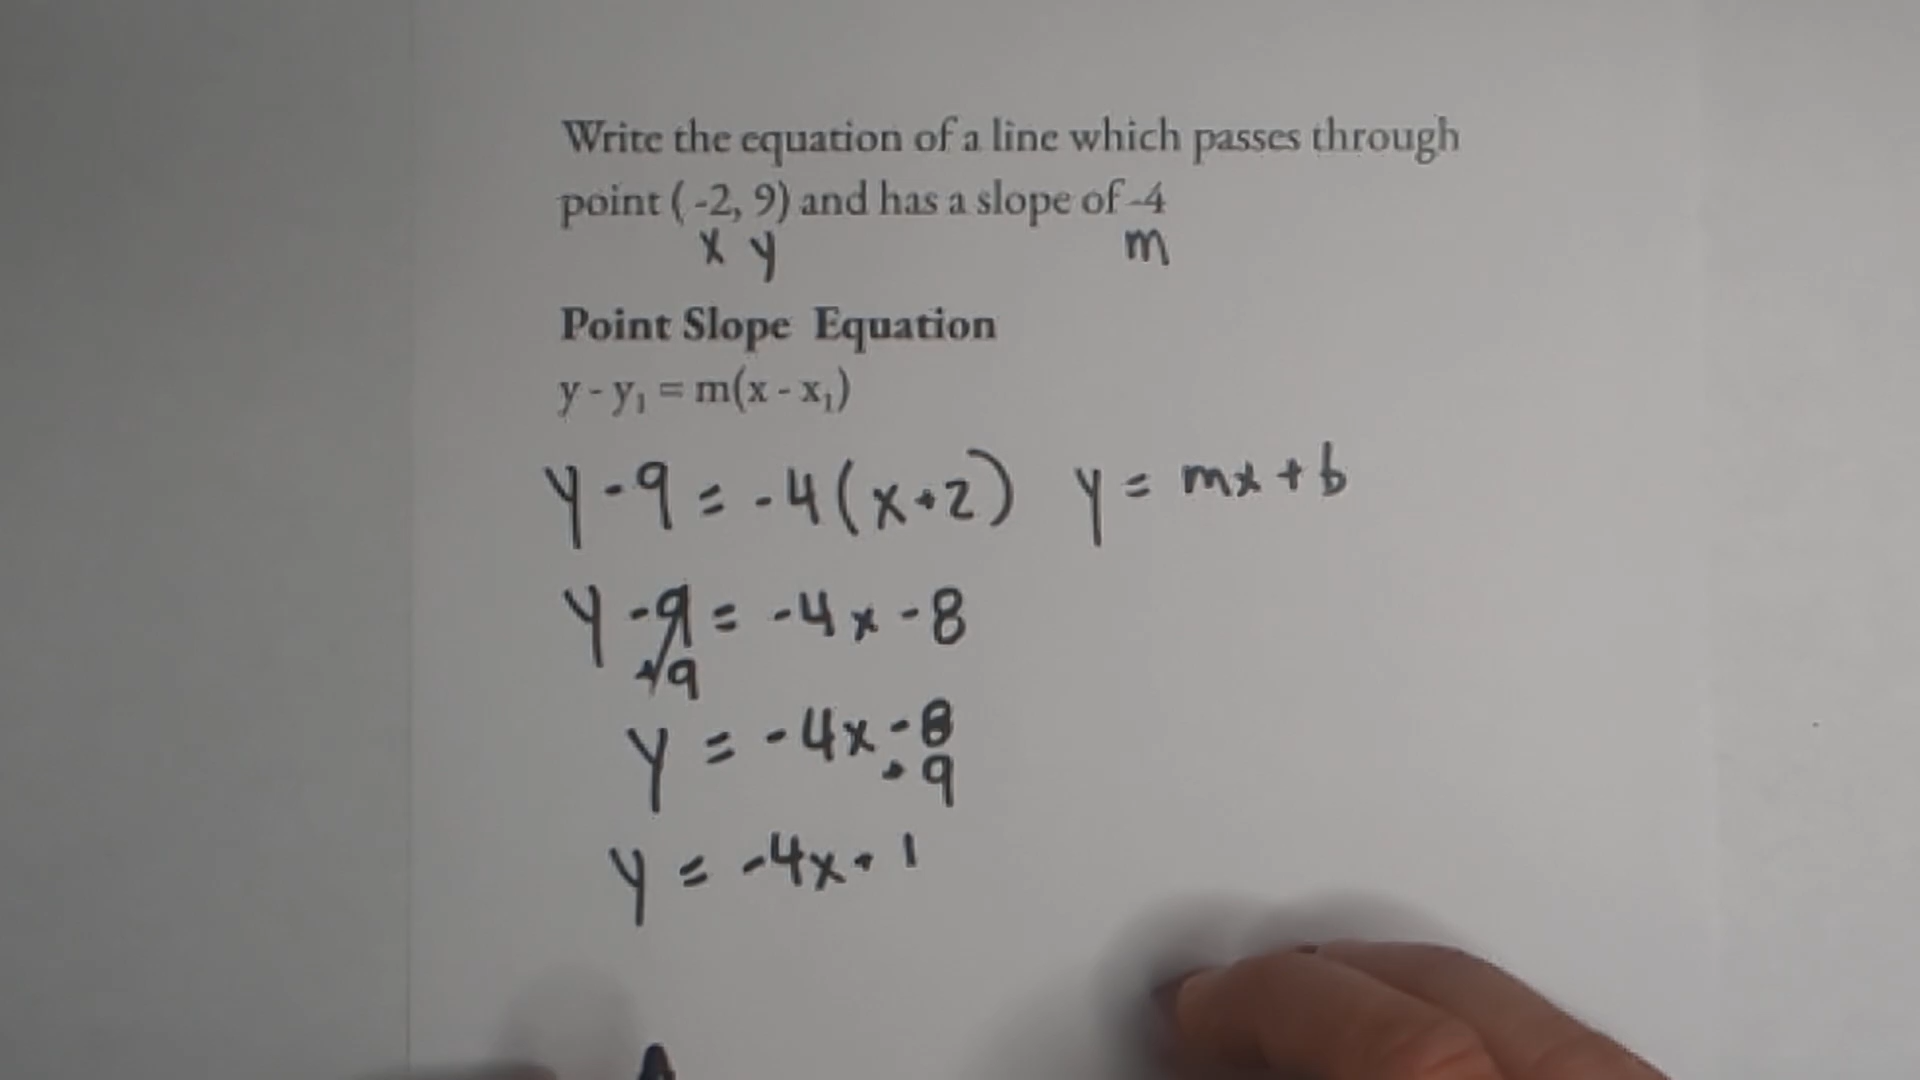 Write the equation of a line which passes through
point ( -2, 9) and has a slope of -4
x y m
Point Slope Equation
y - y₁ = m(x - x₁)
y - 9 = -4(x+2) y = mx + b
y - 9 = -4x - 8
+9
y = -4x - 8
+9
y = -4x + 1